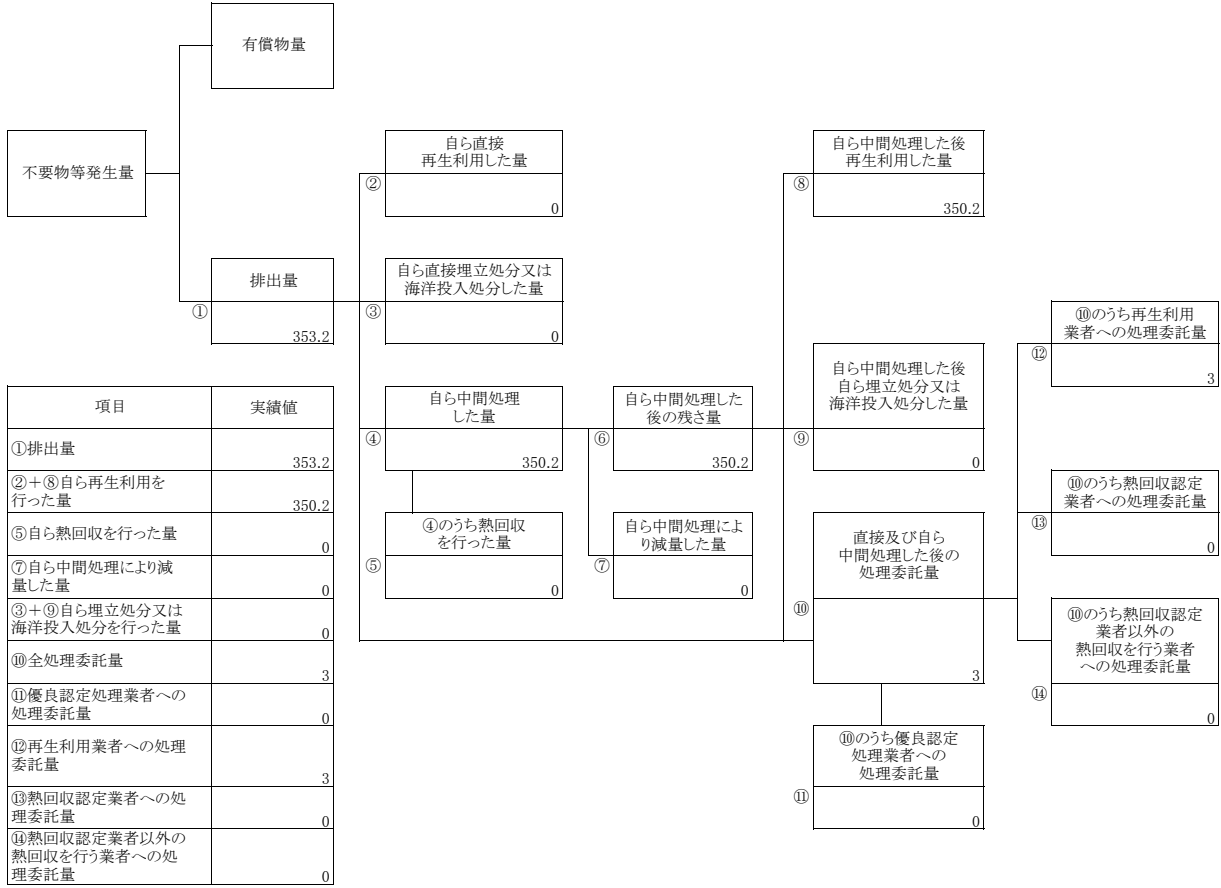 有償物量
不要物等発生量
自ら直接
再生利用した量
②
0
自ら中間処理した後
再生利用した量
⑧
350.2
排出量
①
353.2
自ら直接埋立処分又は
海洋投入処分した量
③
0
⑩のうち再生利用
業者への処理委託量
⑫
3
自ら中間処理した後
自ら埋立処分又は
海洋投入処分した量
⑨
0
自ら中間処理
した量
④
350.2
自ら中間処理した
後の残さ量
⑥
350.2
⑩のうち熱回収認定
業者への処理委託量
⑬
0
④のうち熱回収
を行った量
⑤
0
自ら中間処理によ
り減量した量
⑦
0
直接及び自ら
中間処理した後の
処理委託量
⑩
3
⑩のうち熱回収認定
業者以外の
熱回収を行う業者
への処理委託量
⑭
0
⑩のうち優良認定
処理業者への
処理委託量
⑪
0
項目 実績値
①排出量
353.2
②＋⑧自ら再生利用を
行った量
350.2
⑤自ら熱回収を行った量
0
⑦自ら中間処理により減
量した量
0
③＋⑨自ら埋立処分又は
海洋投入処分を行った量
0
⑩全処理委託量
3
⑪優良認定処理業者への
処理委託量
0
⑫再生利用業者への処理
委託量
3
⑬熱回収認定業者への処
理委託量
0
⑭熱回収認定業者以外の
熱回収を行う業者への処
理委託量
0